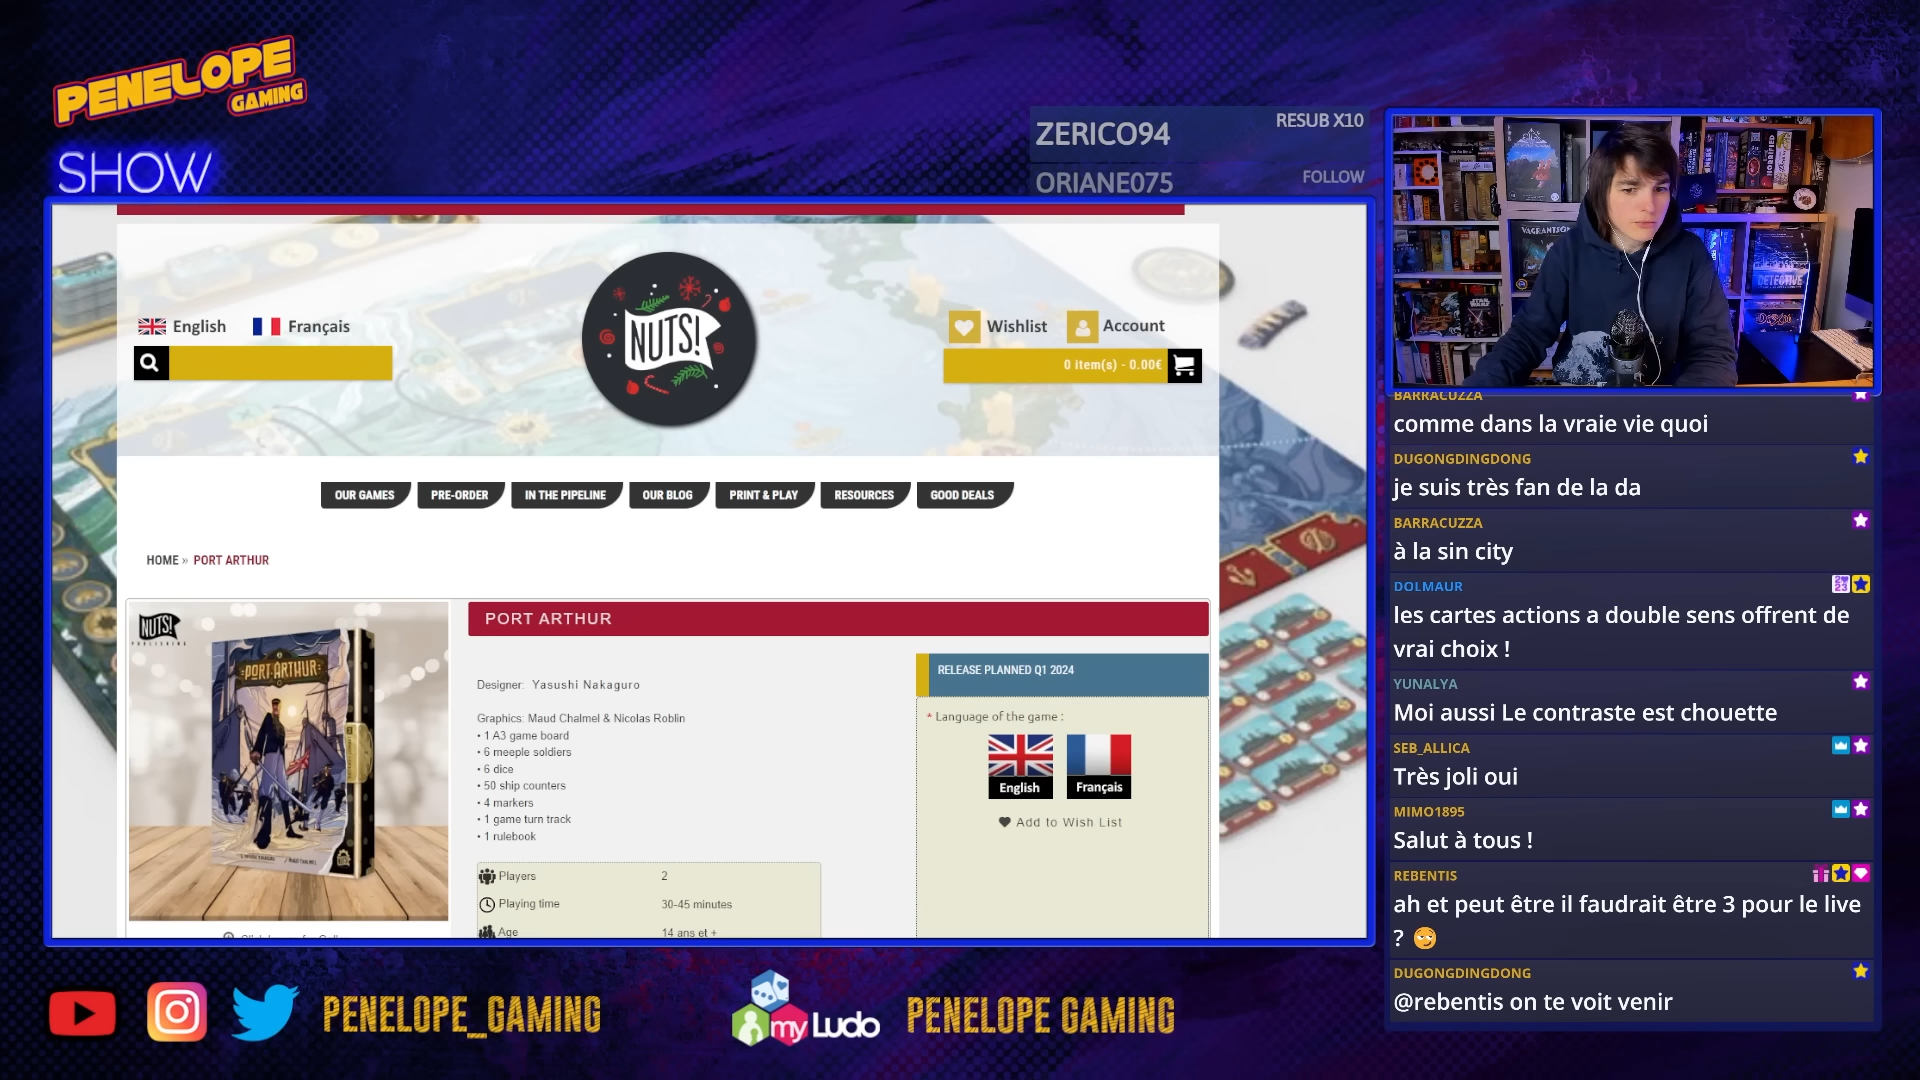 PENELOPE
GAMING
SHOW
ZERICO94
RESUB X10
ORIANE075
FOLLOW
English
Français
NUTS!
Wishlist
Account
0 item(s) - 0.00€
OUR GAMES
PRE-ORDER
IN THE PIPELINE
OUR BLOG
PRINT & PLAY
RESOURCES
GOOD DEALS
HOME » PORT ARTHUR
NUTS!
PUBLISHING
PORT ARTHUR
PORT ARTHUR
Designer: Yasushi Nakaguro
Graphics: Maud Chalmel & Nicolas Roblin
• 1 A3 game board
• 6 meeple soldiers
• 6 dice
• 50 ship counters
• 4 markers
• 1 game turn track
• 1 rulebook
Players 2
Playing time 30-45 minutes
Age 14 ans et +
RELEASE PLANNED Q1 2024
* Language of the game :
English
Français
Add to Wish List
VAGRANTSONG
DETECTIVE
STAR WARS
BARRACUZZA
comme dans la vraie vie quoi
DUGONGDINGDONG
je suis très fan de la da
BARRACUZZA
à la sin city
DOLMAUR
les cartes actions a double sens offrent de
vrai choix !
YUNALYA
Moi aussi Le contraste est chouette
SEB_ALLICA
Très joli oui
MIMO1895
Salut à tous !
REBENTIS
ah et peut être il faudrait être 3 pour le live
?
DUGONGDINGDONG
@rebentis on te voit venir
PENELOPE_GAMING
my Ludo
PENELOPE GAMING